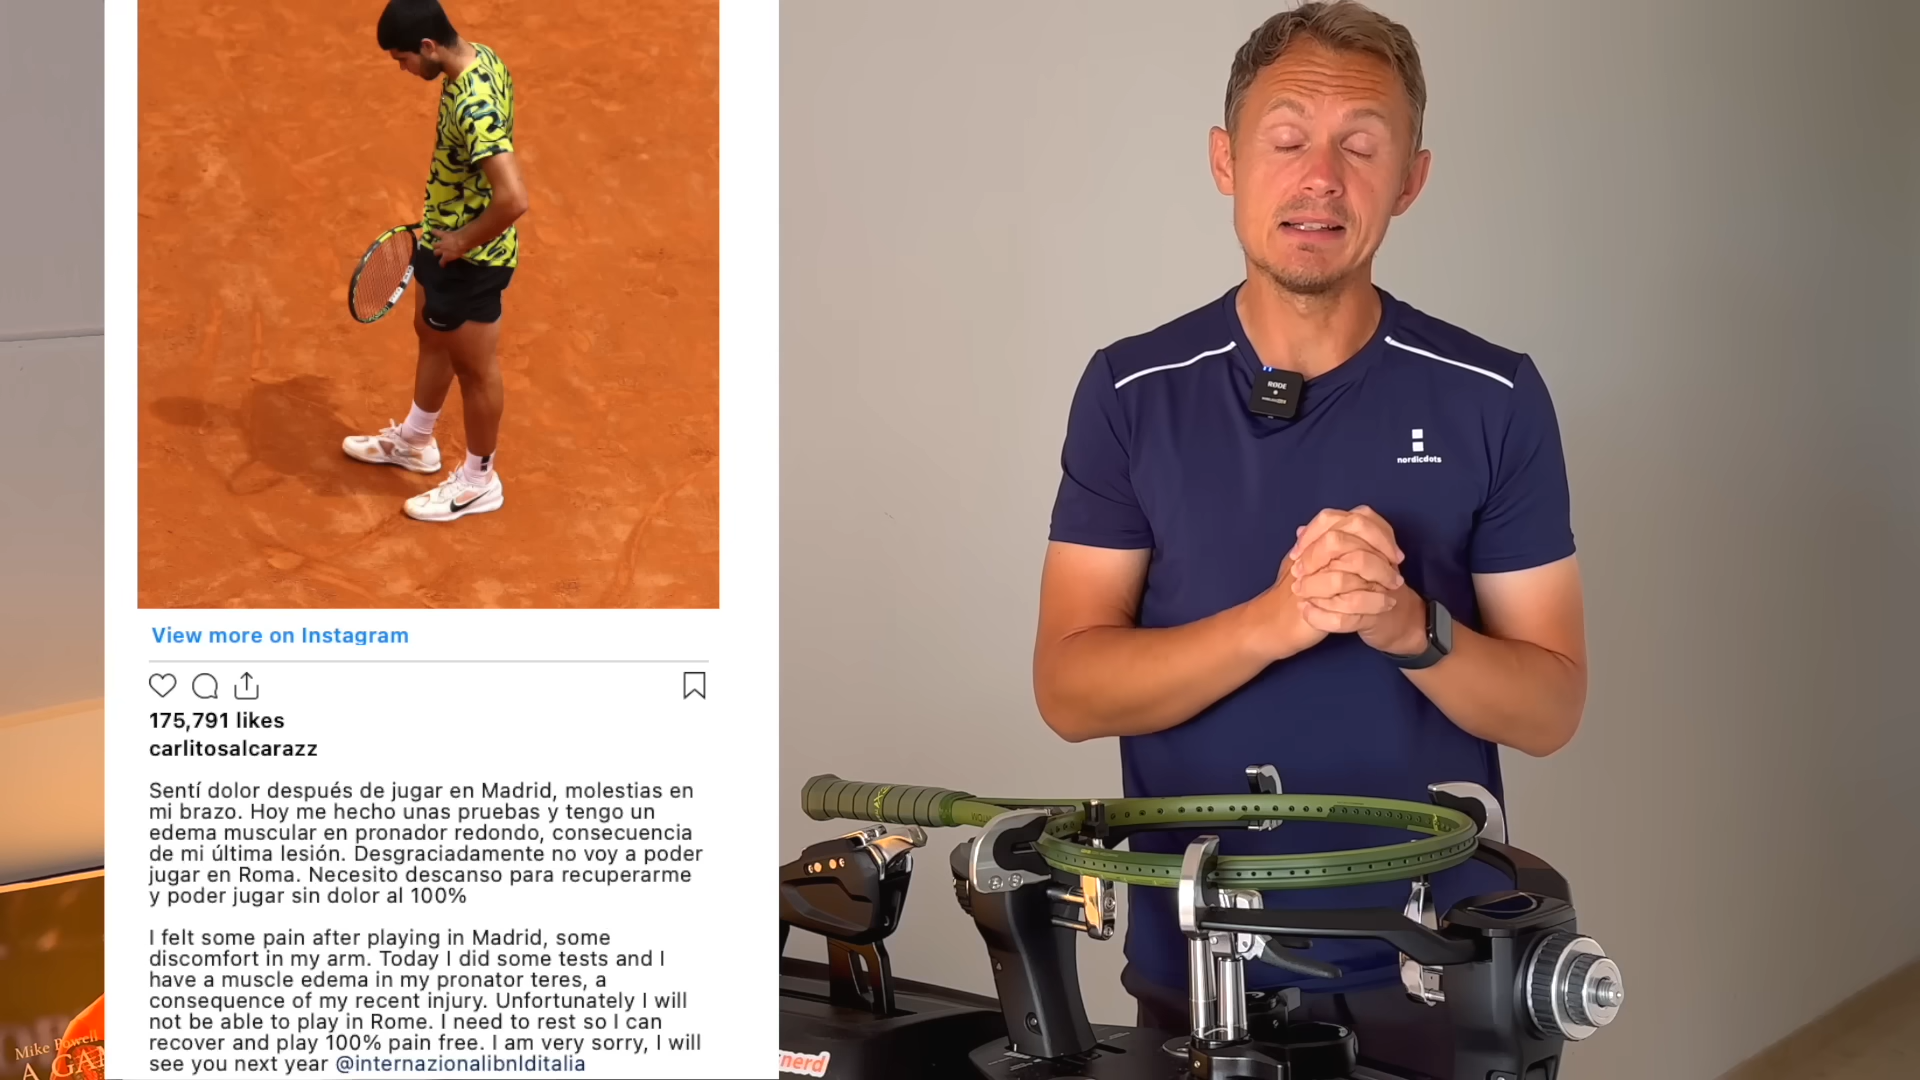 View more on Instagram
175,791 likes
carlitosalcarazz
Sentí dolor después de jugar en Madrid, molestias en
mi brazo. Hoy me hecho unas pruebas y tengo un
edema muscular en pronador redondo, consecuencia
de mi última lesión. Desgraciadamente no voy a poder
jugar en Roma. Necesito descanso para recuperarme
y poder jugar sin dolor al 100%
I felt some pain after playing in Madrid, some
discomfort in my arm. Today I did some tests and I
have a muscle edema in my pronator teres, a
consequence of my recent injury. Unfortunately I will
not be able to play in Rome. I need to rest so I can
recover and play 100% pain free. I am very sorry, I will
see you next year @internazionalibnlditalia
RØDE
nordicdots
nerd
Mike Powell
A GAM